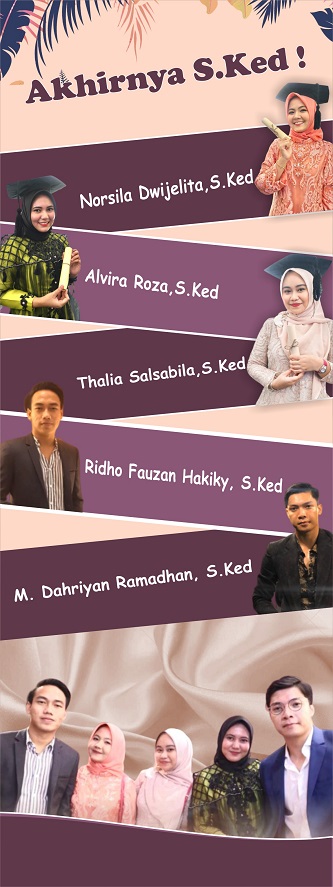 Akhirnya S.Ked !
Norsila Dwijelita,S.Ked
Alvira Roza,S.Ked
Thalia Salsabila,S.Ked
Ridho Fauzan Hakiky, S.Ked
M. Dahriyan Ramadhan, S.Ked